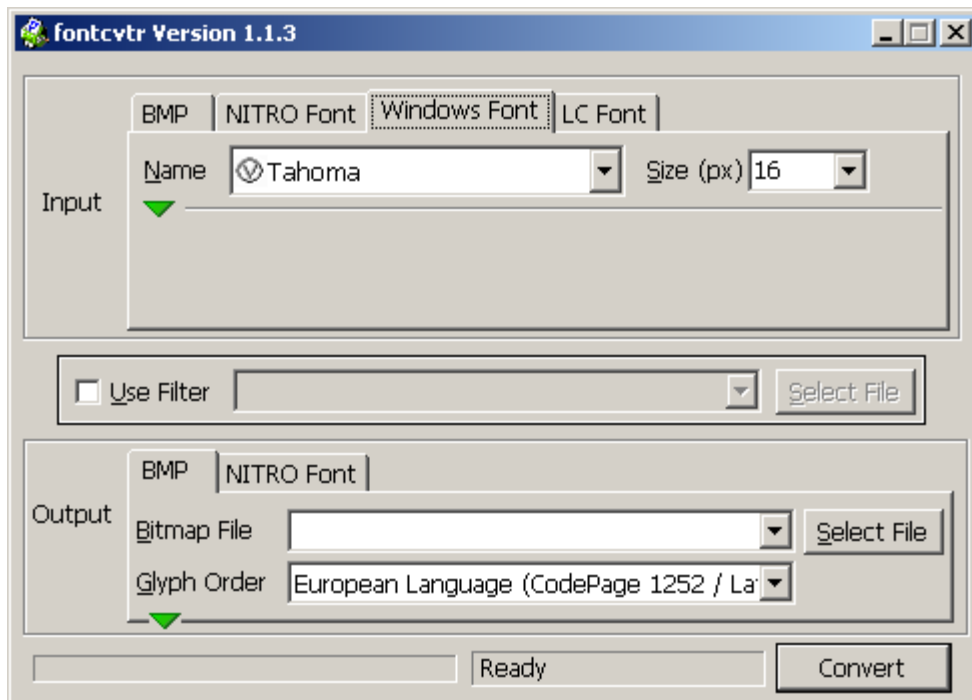 fontcvtr Version 1.1.3
Input
BMP NITRO Font Windows Font LC Font
Name Tahoma Size (px) 16
Use Filter Select File
Output
BMP NITRO Font
Bitmap File Select File
Glyph Order European Language (CodePage 1252 / La
Ready Convert